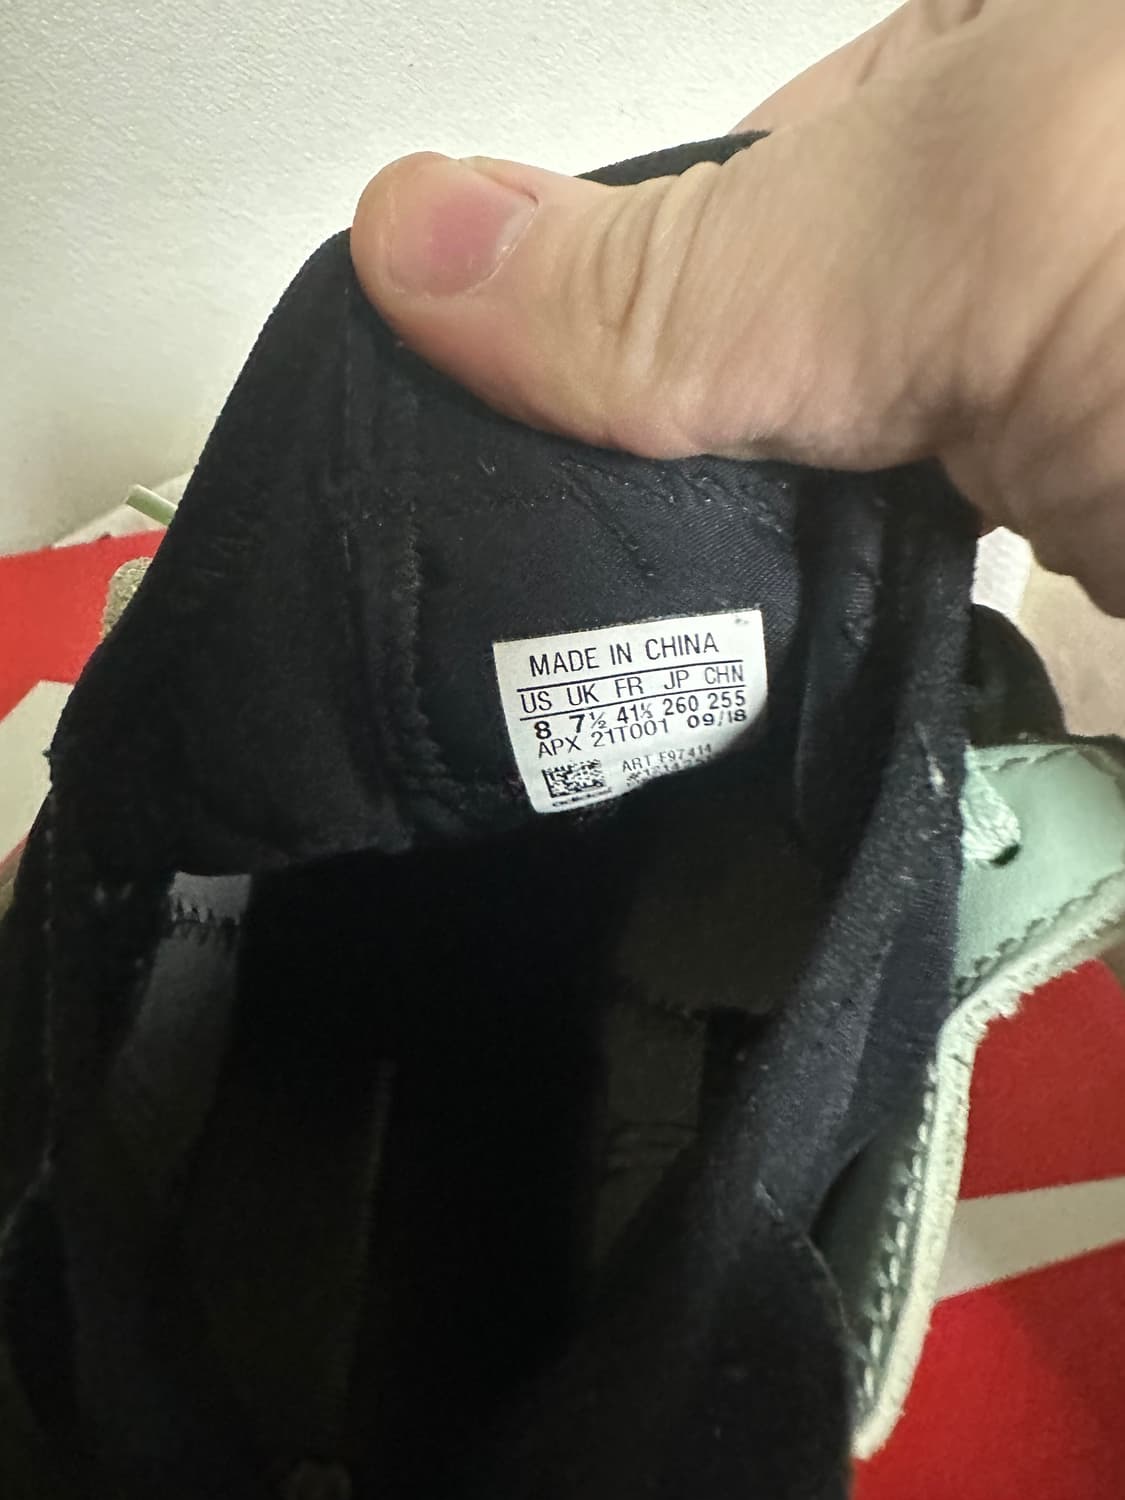 MADE IN CHINA
US UK FR JP CHN
8 7½ 41⅓ 260 255
APX 21T001 09/18
ART F97414